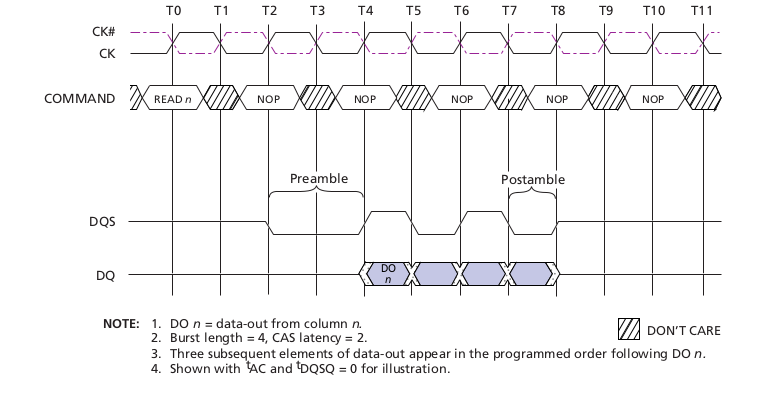 T0 T1 T2 T3 T4 T5 T6 T7 T8 T9 T10 T11
CK#
CK
COMMAND READ n NOP NOP NOP NOP NOP
Preamble Postamble
DQS
DQ DO
n
NOTE: 1. DO n = data-out from column n.
2. Burst length = 4, CAS latency = 2.
3. Three subsequent elements of data-out appear in the programmed order following DO n.
4. Shown with tAC and tDQSQ = 0 for illustration.
DON'T CARE